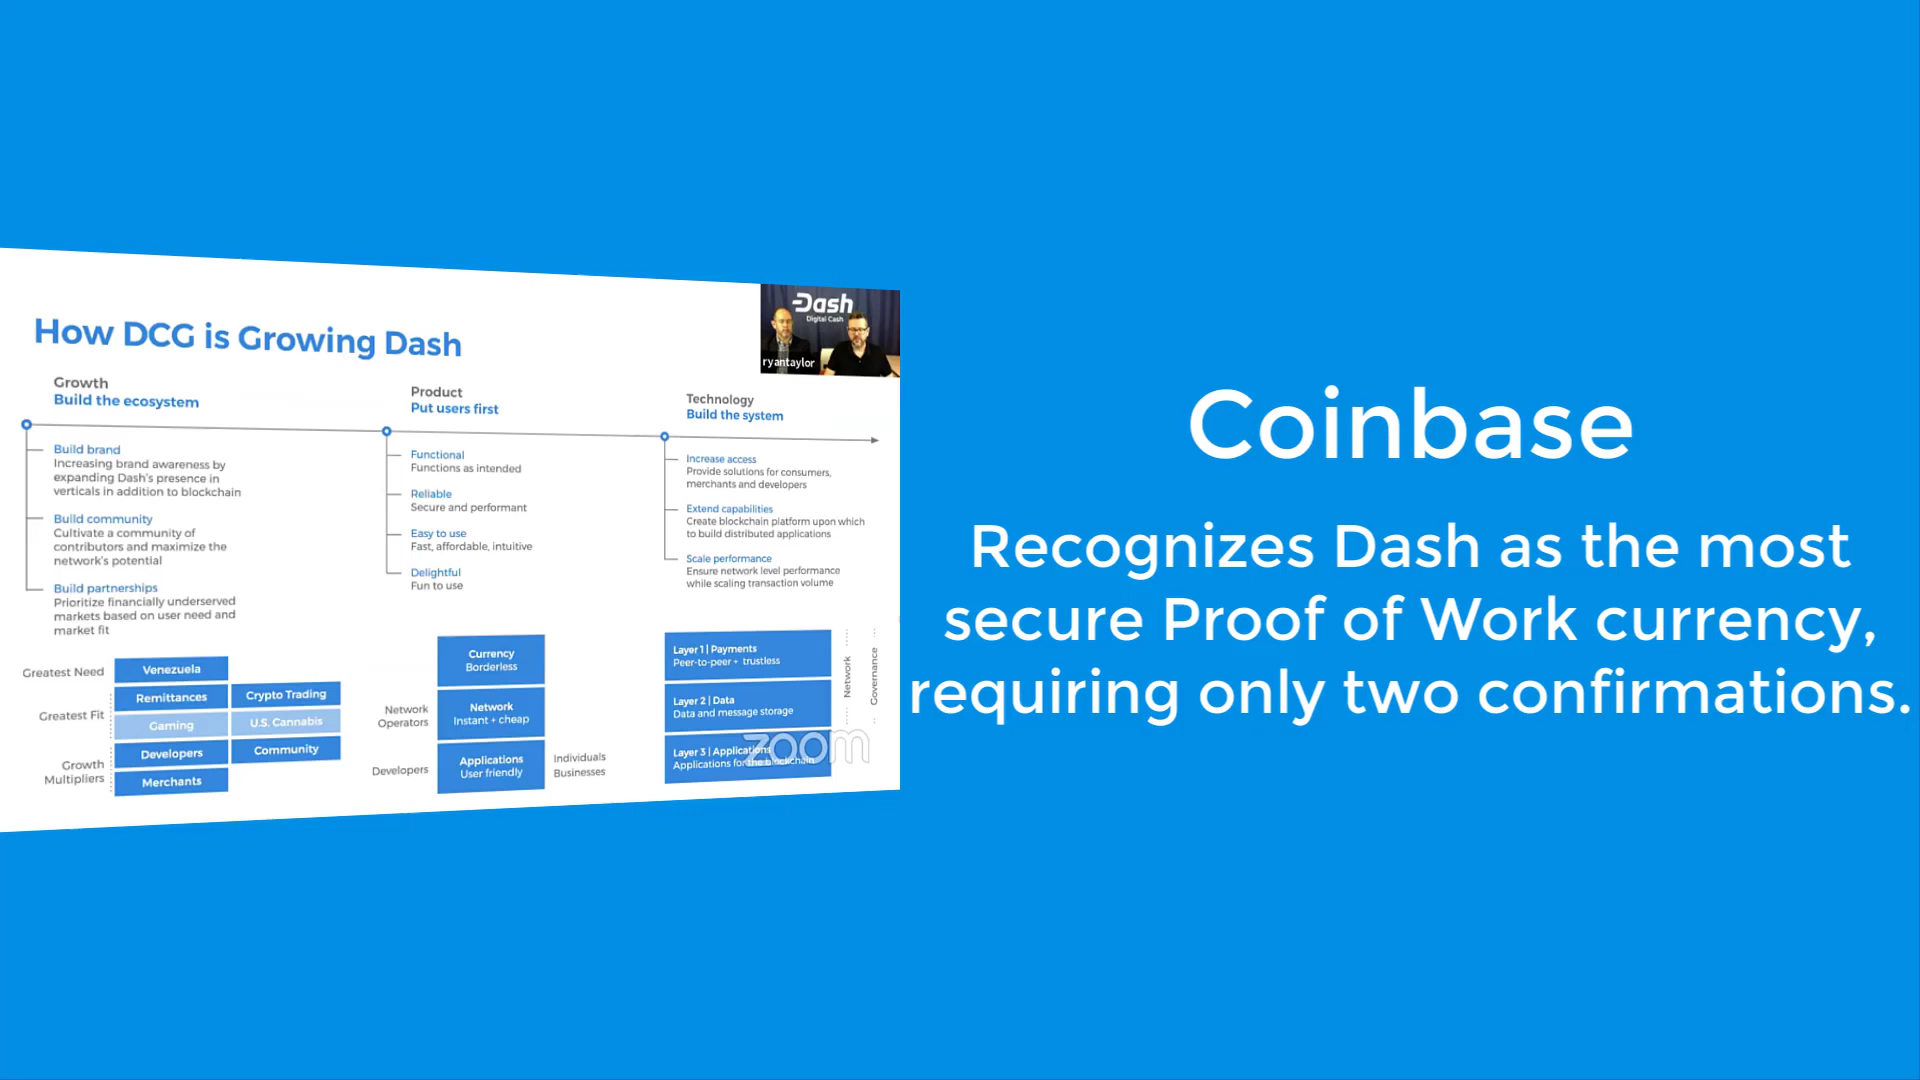 How DCG is Growing Dash
Dash
Digital Cash
ryantaylor
Growth
Build the ecosystem
Build brand
Increasing brand awareness by
expanding Dash's presence in
verticals in addition to blockchain
Build community
Cultivate a community of
contributors and maximize the
network's potential
Build partnerships
Prioritize financially underserved
markets based on user need and
market fit
Greatest Need
Venezuela
Greatest Fit
Remittances
Crypto Trading
Gaming
U.S. Cannabis
Growth
Multipliers
Developers
Community
Merchants
Product
Put users first
Functional
Functions as intended
Reliable
Secure and performant
Easy to use
Fast, affordable, intuitive
Delightful
Fun to use
Currency
Borderless
Network
Operators
Network
Instant + cheap
Developers
Applications
User friendly
Individuals
Businesses
Technology
Build the system
Increase access
Provide solutions for consumers,
merchants and developers
Extend capabilities
Create blockchain platform upon which
to build distributed applications
Scale performance
Ensure network level performance
while scaling transaction volume
Layer 1 | Payments
Peer-to-peer + trustless
Layer 2 | Data
Data and message storage
Layer 3 | Applications
Applications for the blockchain
Network
Governance
zoom
Coinbase
Recognizes Dash as the most
secure Proof of Work currency,
requiring only two confirmations.